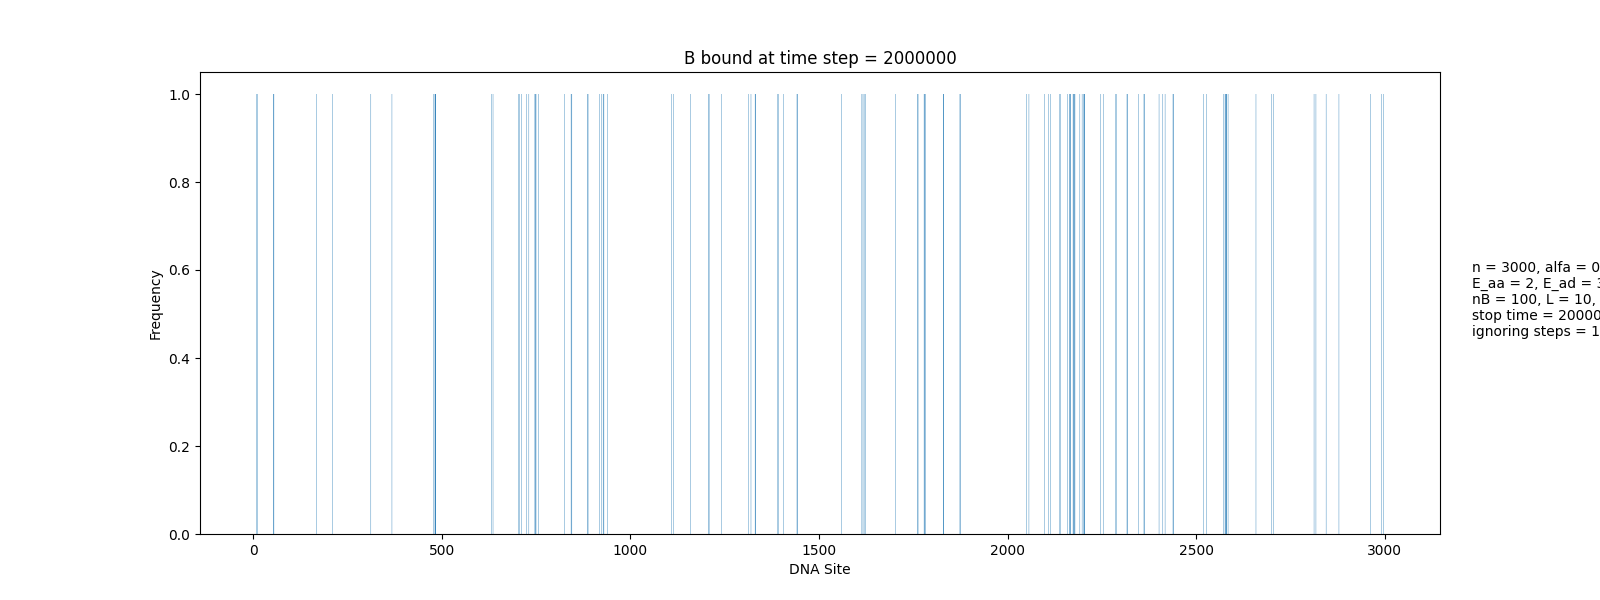 B bound at time step = 2000000
1.0
0.8
0.6
0.4
0.2
0.0
Frequency
0 500 1000 1500 2000 2500 3000
DNA Site
n = 3000, alfa = 0
E_aa = 2, E_ad = 3
nB = 100, L = 10,
stop time = 20000
ignoring steps = 1